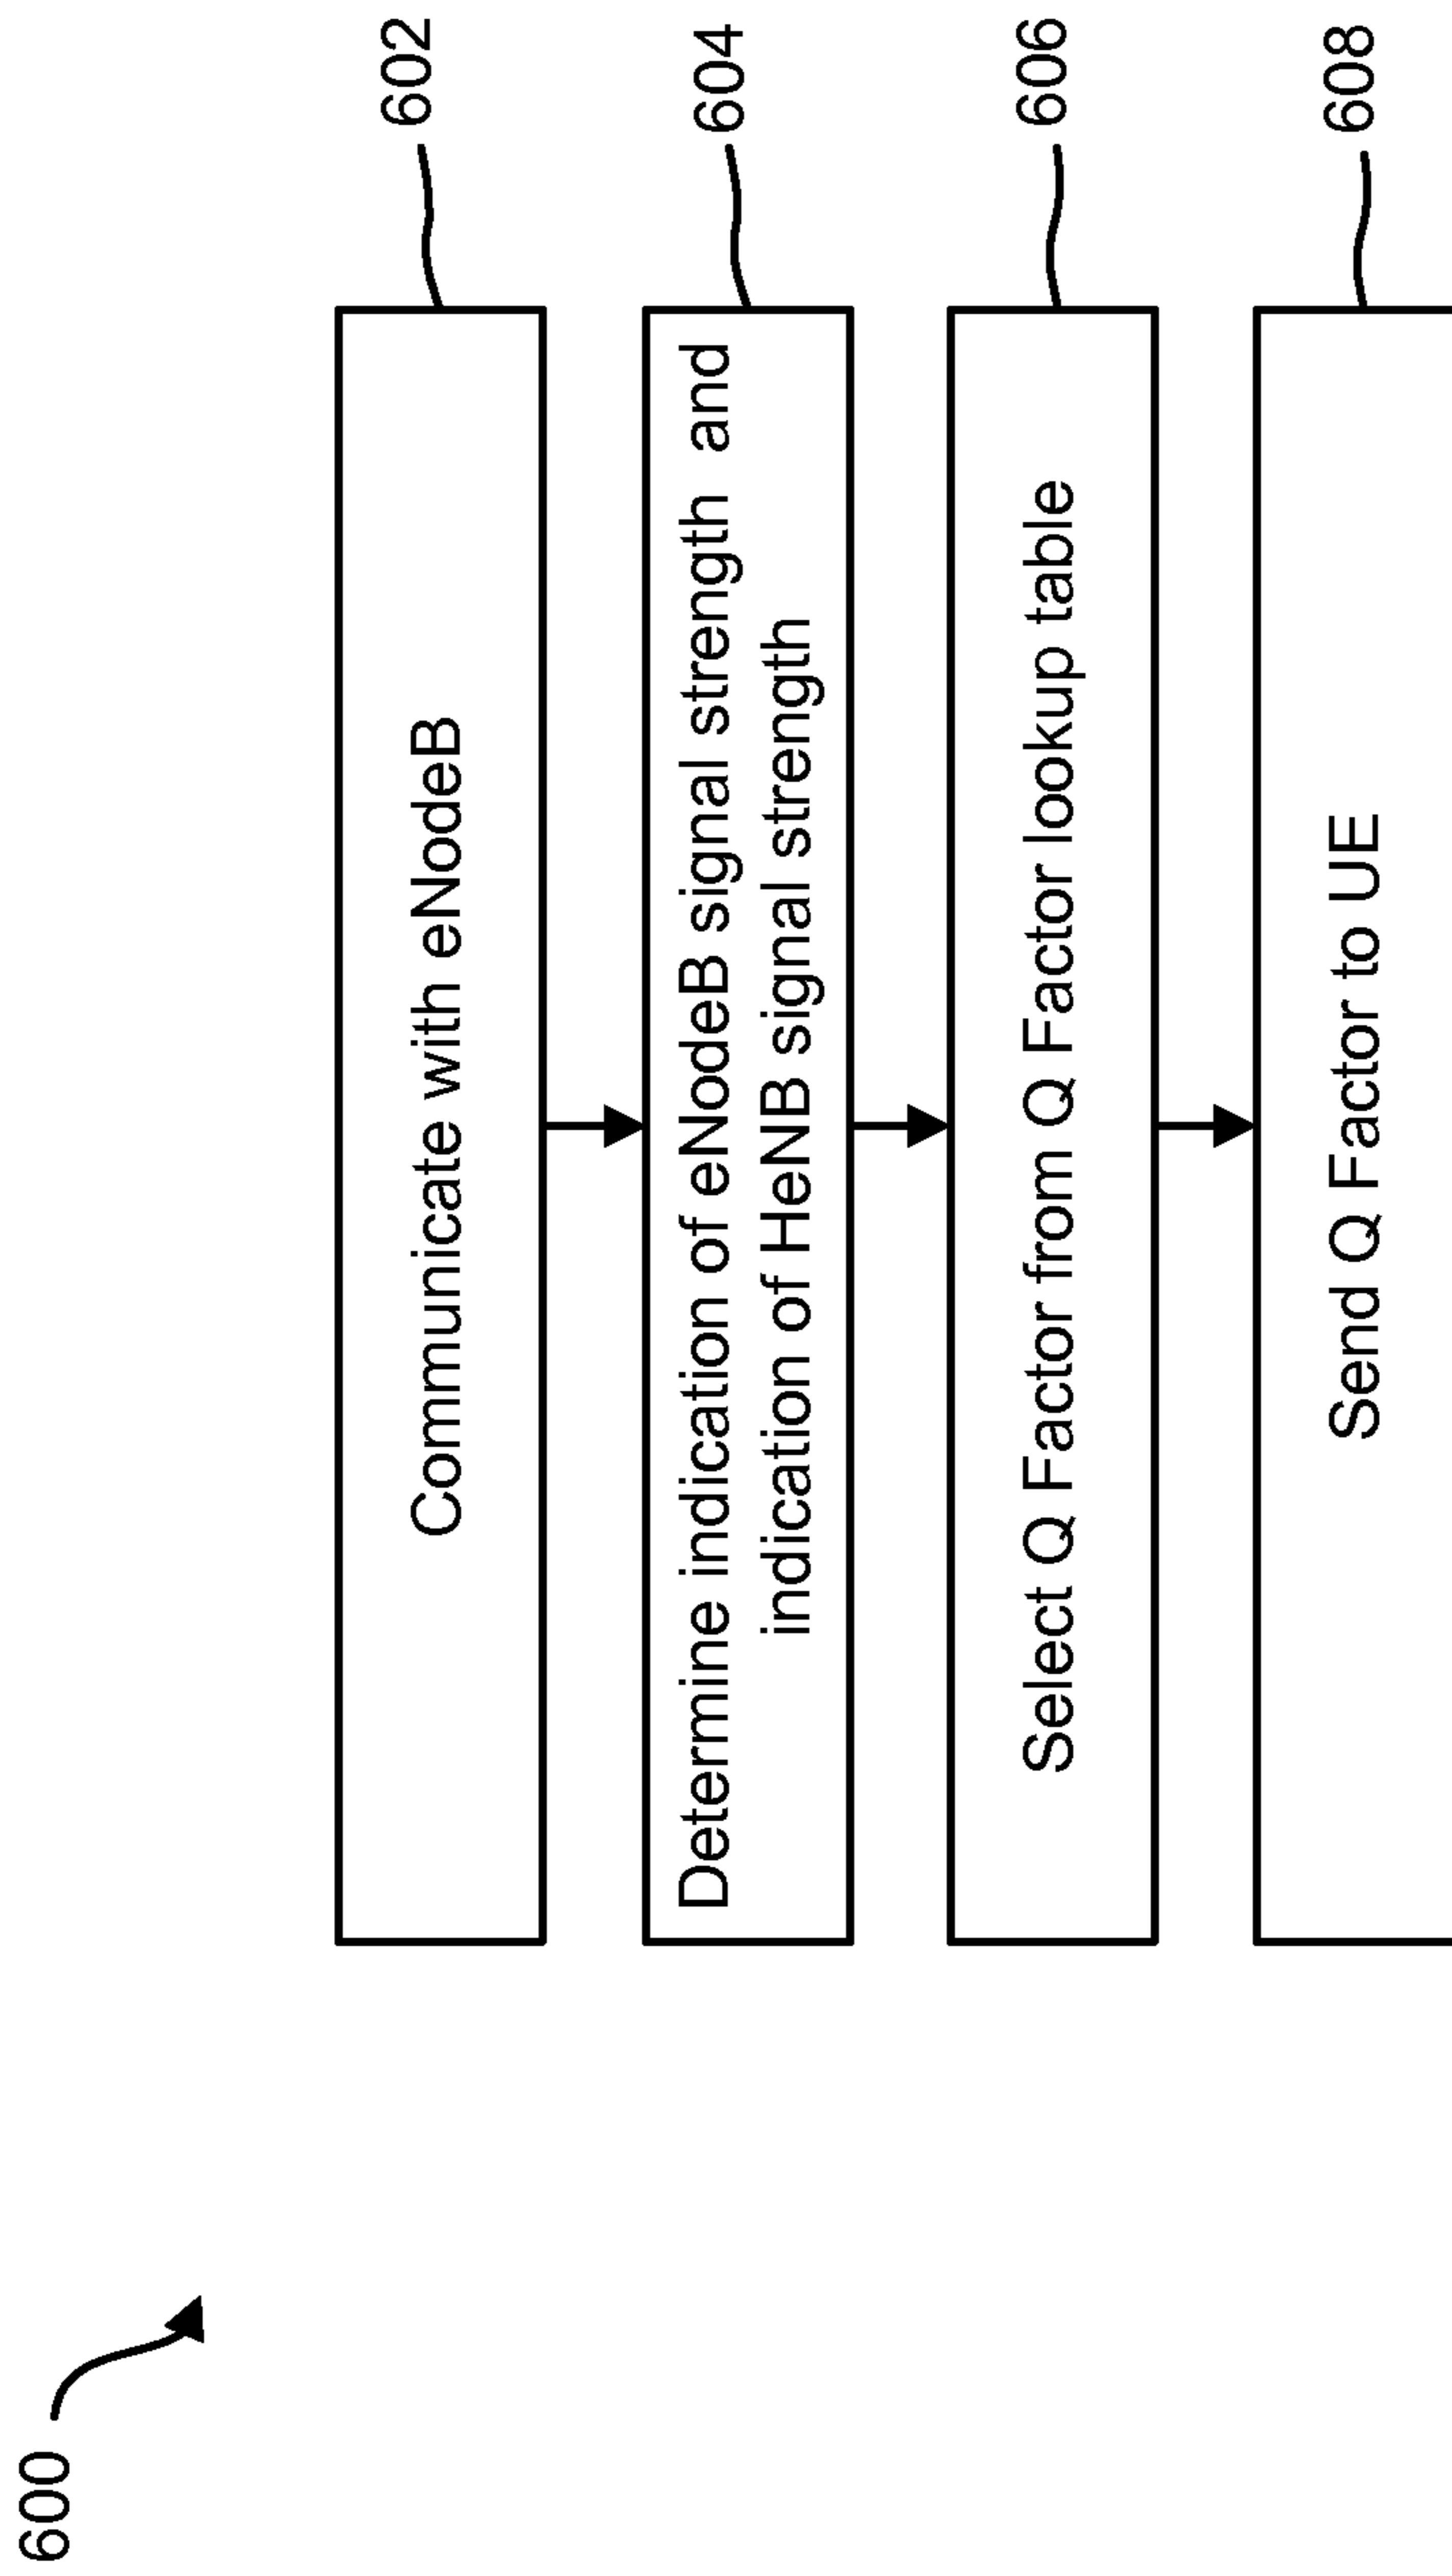 600
Communicate with eNodeB
602
Determine indication of eNodeB signal strength and
indication of HeNB signal strength
604
Select Q Factor from Q Factor lookup table
606
Send Q Factor to UE
608